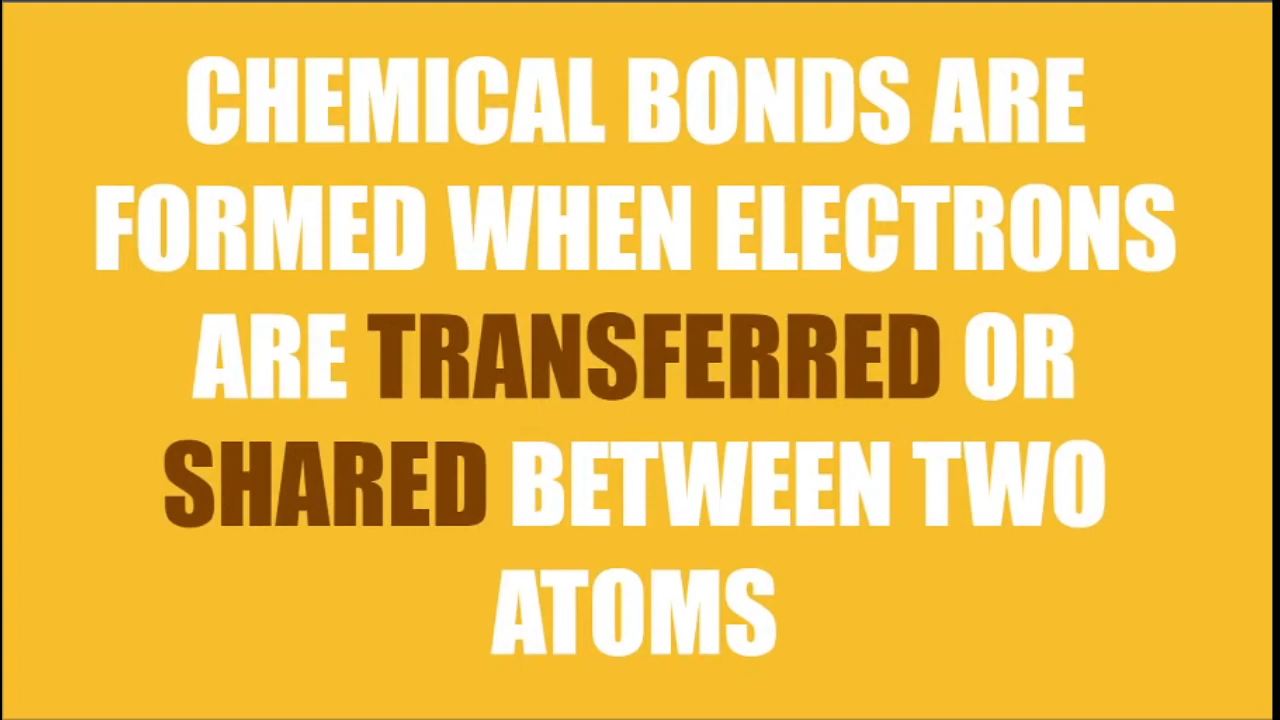 CHEMICAL BONDS ARE
FORMED WHEN ELECTRONS
ARE TRANSFERRED OR
SHARED BETWEEN TWO
ATOMS